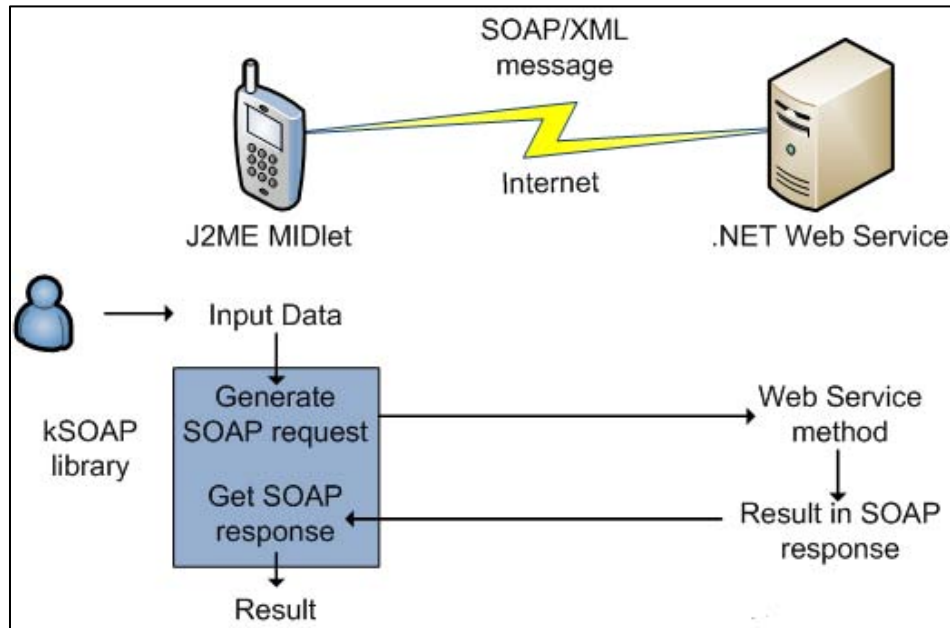 SOAP/XML
message
Internet
J2ME MIDlet
.NET Web Service
Input Data
kSOAP
library
Generate
SOAP request
Web Service
method
Get SOAP
response
Result in SOAP
response
Result